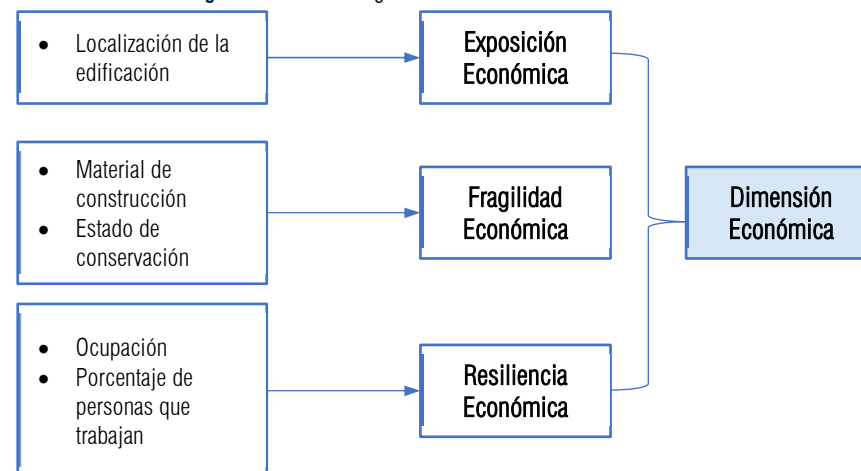 ● Localización de la
edificación
Exposición
Económica
● Material de
construcción
● Estado de
conservación
Fragilidad
Económica
Dimensión
Económica
● Ocupación
● Porcentaje de
personas que
trabajan
Resiliencia
Económica